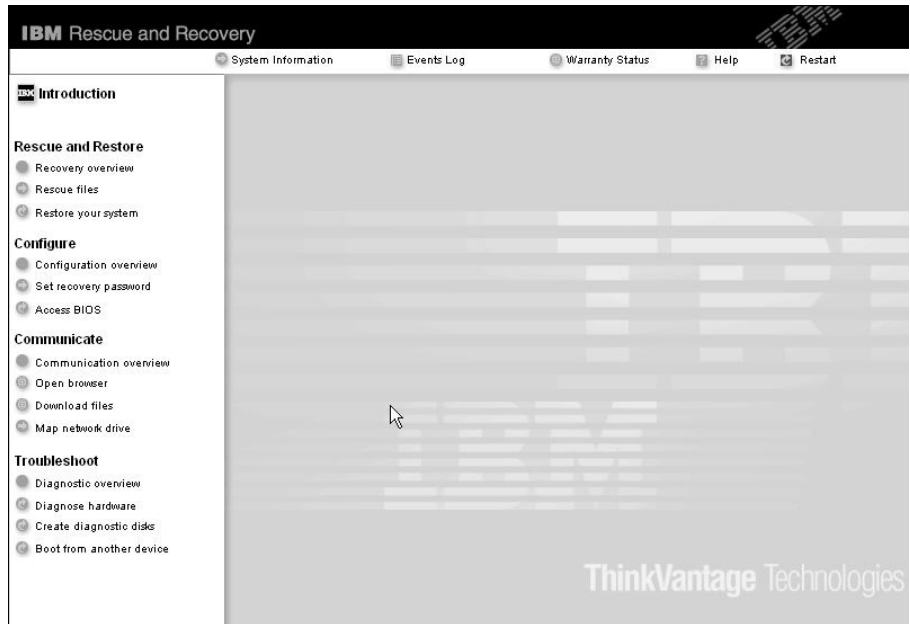 IBM Rescue and Recovery
IBM
System Information Events Log Warranty Status Help Restart
Introduction
Rescue and Restore
Recovery overview
Rescue files
Restore your system
Configure
Configuration overview
Set recovery password
Access BIOS
Communicate
Communication overview
Open browser
Download files
Map network drive
Troubleshoot
Diagnostic overview
Diagnose hardware
Create diagnostic disks
Boot from another device
IBM
ThinkVantage Technologies